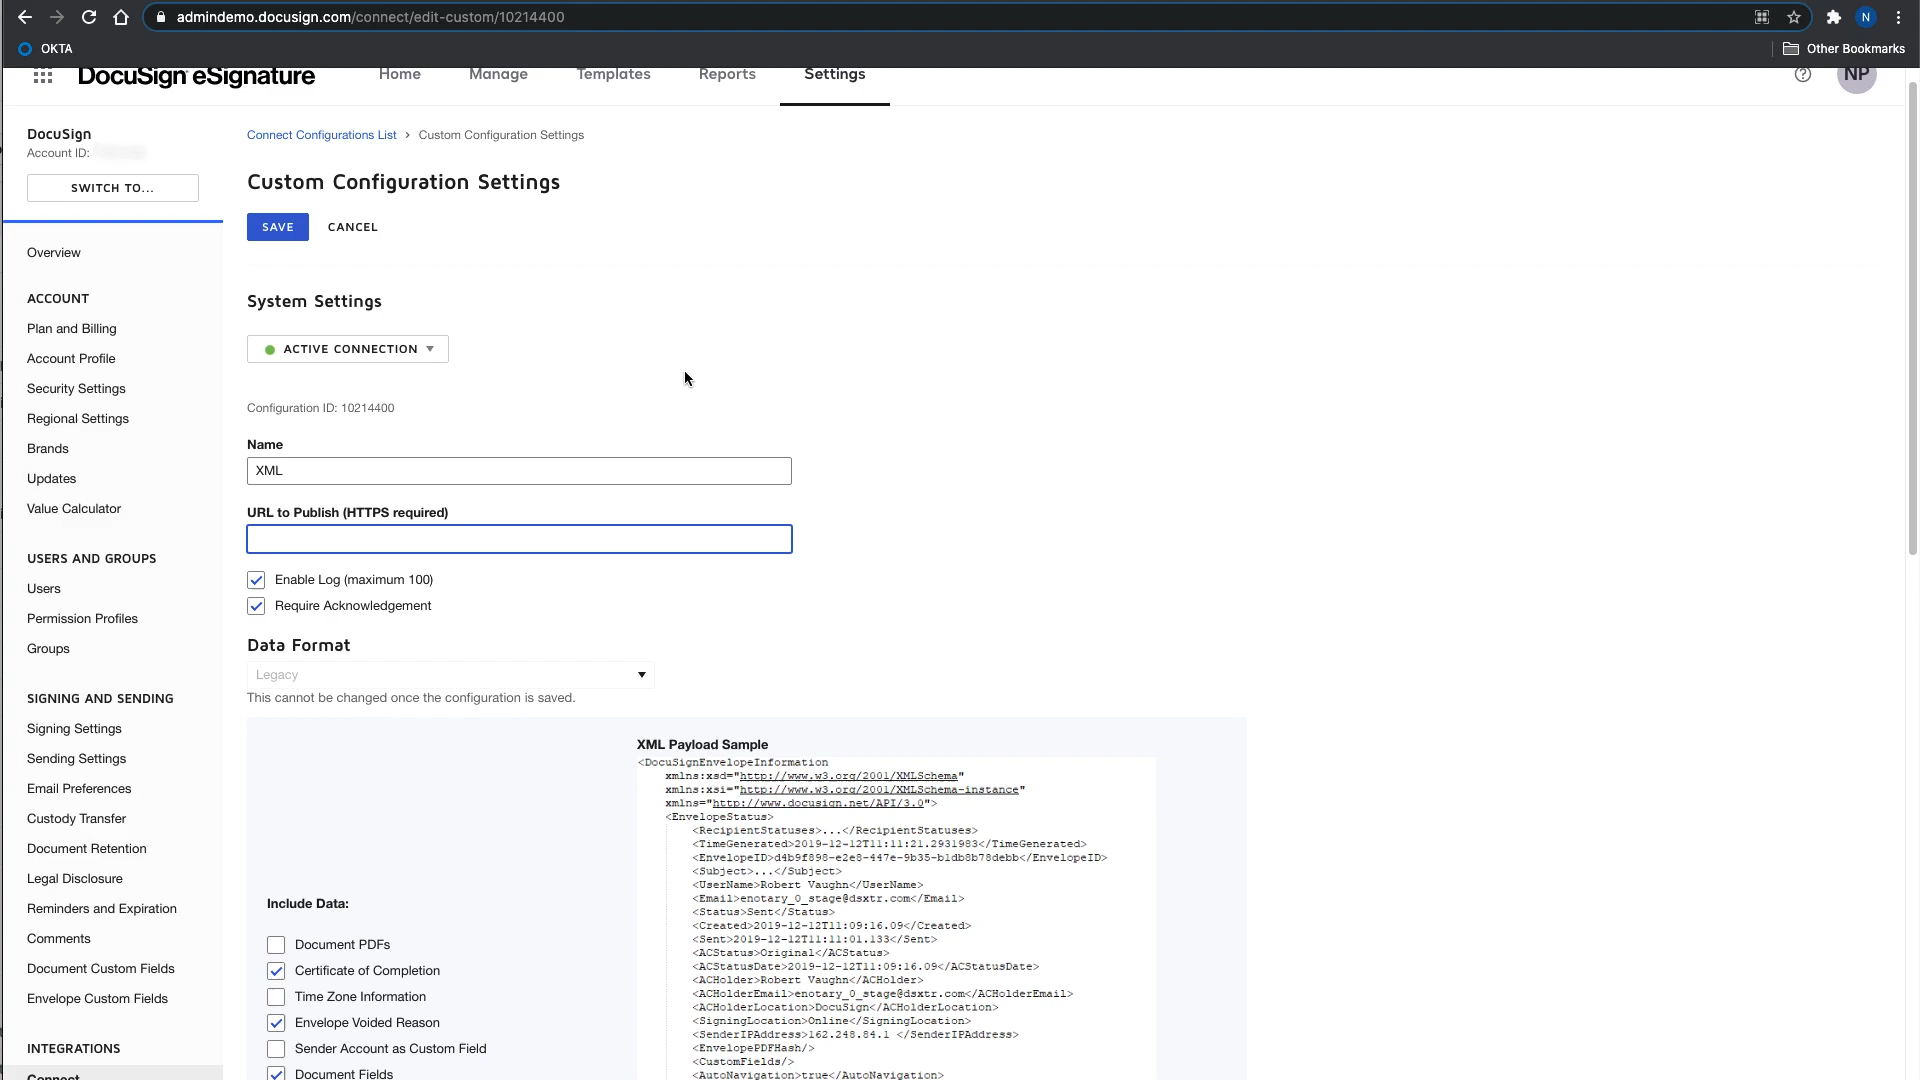 admindemo.docusign.com/connect/edit-custom/10214400
N
OKTA
Other Bookmarks
DocuSign eSignature
Home
Manage
Templates
Reports
Settings
NP
DocuSign
Account ID:
SWITCH TO...
Overview
ACCOUNT
Plan and Billing
Account Profile
Security Settings
Regional Settings
Brands
Updates
Value Calculator
USERS AND GROUPS
Users
Permission Profiles
Groups
SIGNING AND SENDING
Signing Settings
Sending Settings
Email Preferences
Custody Transfer
Document Retention
Legal Disclosure
Reminders and Expiration
Comments
Document Custom Fields
Envelope Custom Fields
INTEGRATIONS
Connect
Connect Configurations List > Custom Configuration Settings
Custom Configuration Settings
SAVE
CANCEL
System Settings
ACTIVE CONNECTION
Configuration ID: 10214400
Name
XML
URL to Publish (HTTPS required)
Enable Log (maximum 100)
Require Acknowledgement
Data Format
Legacy
This cannot be changed once the configuration is saved.
Include Data:
Document PDFs
Certificate of Completion
Time Zone Information
Envelope Voided Reason
Sender Account as Custom Field
Document Fields
XML Payload Sample
<DocuSignEnvelopeInformation
xmlns:xsd="http://www.w3.org/2001/XMLSchema"
xmlns:xsi="http://www.w3.org/2001/XMLSchema-instance"
xmlns="http://www.docusign.net/API/3.0">
<EnvelopeStatus>
<RecipientStatuses>...</RecipientStatuses>
<TimeGenerated>2019-12-12T11:11:21.2931983</TimeGenerated>
<EnvelopeID>d4b9f898-e2e8-447e-9b35-b1db8b78debb</EnvelopeID>
<Subject>...</Subject>
<UserName>Robert Vaughn</UserName>
<Email>enotary_0_stage@dsxtr.com</Email>
<Status>Sent</Status>
<Created>2019-12-12T11:09:16.09</Created>
<Sent>2019-12-12T11:11:01.133</Sent>
<ACStatus>Original</ACStatus>
<ACStatusDate>2019-12-12T11:09:16.09</ACStatusDate>
<ACHolder>Robert Vaughn</ACHolder>
<ACHolderEmail>enotary_0_stage@dsxtr.com</ACHolderEmail>
<ACHolderLocation>DocuSign</ACHolderLocation>
<SigningLocation>Online</SigningLocation>
<SenderIPAddress>162.248.84.1 </SenderIPAddress>
<EnvelopePDFHash/>
<CustomFields/>
<AutoNavigation>true</AutoNavigation>